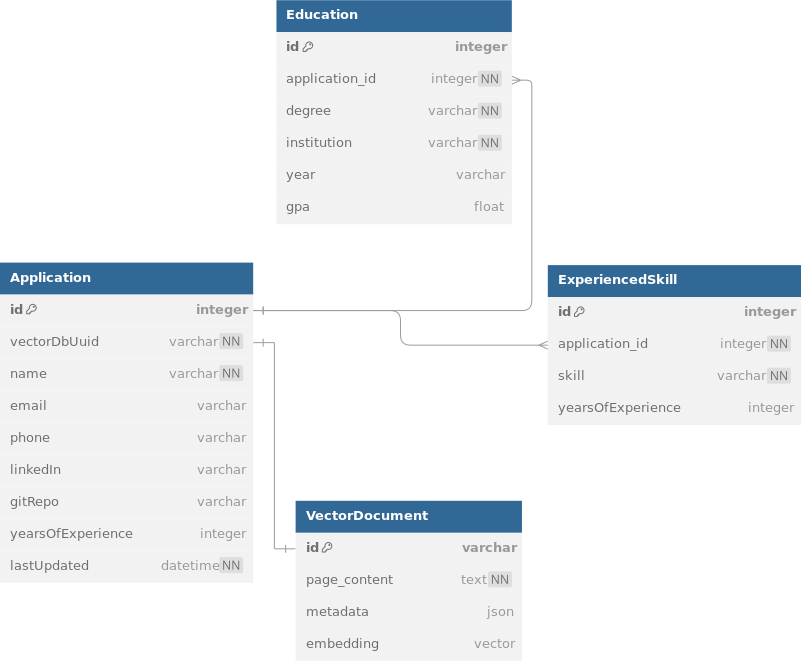 Education
id integer
application_id integer NN
degree varchar NN
institution varchar NN
year varchar
gpa float
Application
id integer
vectorDbUuid varchar NN
name varchar NN
email varchar
phone varchar
linkedIn varchar
gitRepo varchar
yearsOfExperience integer
lastUpdated datetime NN
ExperiencedSkill
id integer
application_id integer NN
skill varchar NN
yearsOfExperience integer
VectorDocument
id varchar
page_content text NN
metadata json
embedding vector